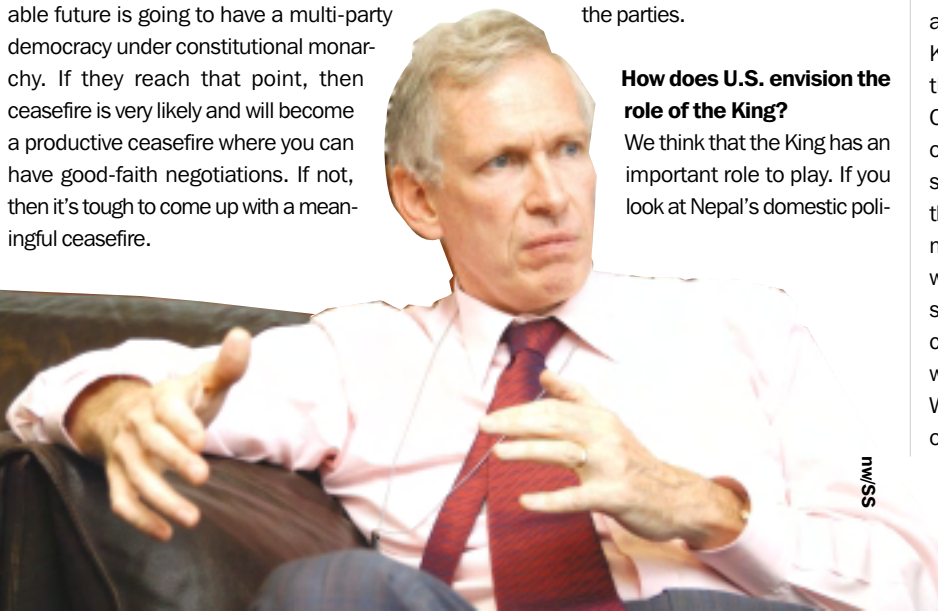 able future is going to have a multi-party
democracy under constitutional monar-
chy. If they reach that point, then
ceasefire is very likely and will become
a productive ceasefire where you can
have good-faith negotiations. If not,
then it's tough to come up with a mean-
ingful ceasefire.
the parties.
How does U.S. envision the
role of the King?
We think that the King has an
important role to play. If you
look at Nepal's domestic poli-
nw/SS